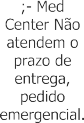 ;- Med
Center Não
atendem o
prazo de
entrega,
pedido
emergencial.